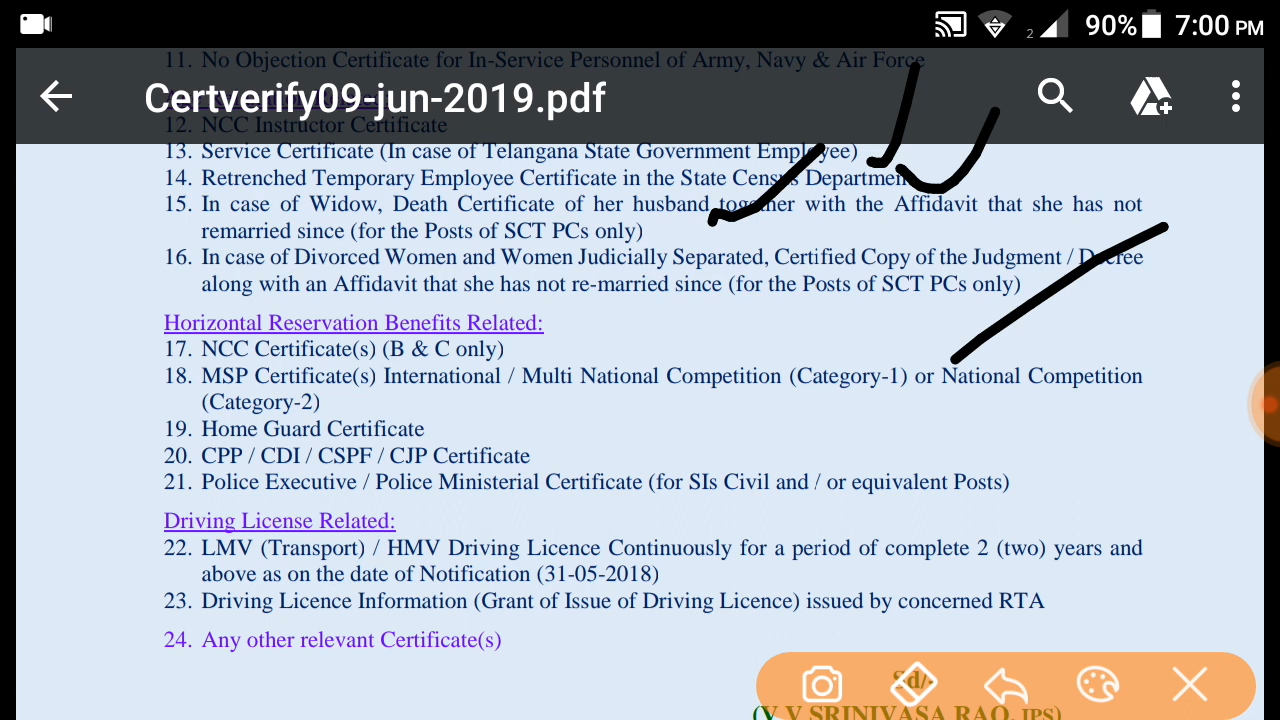 2 90% 7:00 PM
11. No Objection Certificate for In-Service Personnel of Army, Navy & Air Force
Certverify09-jun-2019.pdf
12. NCC Instructor Certificate
13. Service Certificate (In case of Telangana State Government Employee)
14. Retrenched Temporary Employee Certificate in the State Census Department
15. In case of Widow, Death Certificate of her husband together with the Affidavit that she has not
remarried since (for the Posts of SCT PCs only)
16. In case of Divorced Women and Women Judicially Separated, Certified Copy of the Judgment / Decree
along with an Affidavit that she has not re-married since (for the Posts of SCT PCs only)
Horizontal Reservation Benefits Related:
17. NCC Certificate(s) (B & C only)
18. MSP Certificate(s) International / Multi National Competition (Category-1) or National Competition
(Category-2)
19. Home Guard Certificate
20. CPP / CDI / CSPF / CJP Certificate
21. Police Executive / Police Ministerial Certificate (for SIs Civil and / or equivalent Posts)
Driving License Related:
22. LMV (Transport) / HMV Driving Licence Continuously for a period of complete 2 (two) years and
above as on the date of Notification (31-05-2018)
23. Driving Licence Information (Grant of Issue of Driving Licence) issued by concerned RTA
24. Any other relevant Certificate(s)
Sd/-
(V V SRINIVASA RAO, IPS)